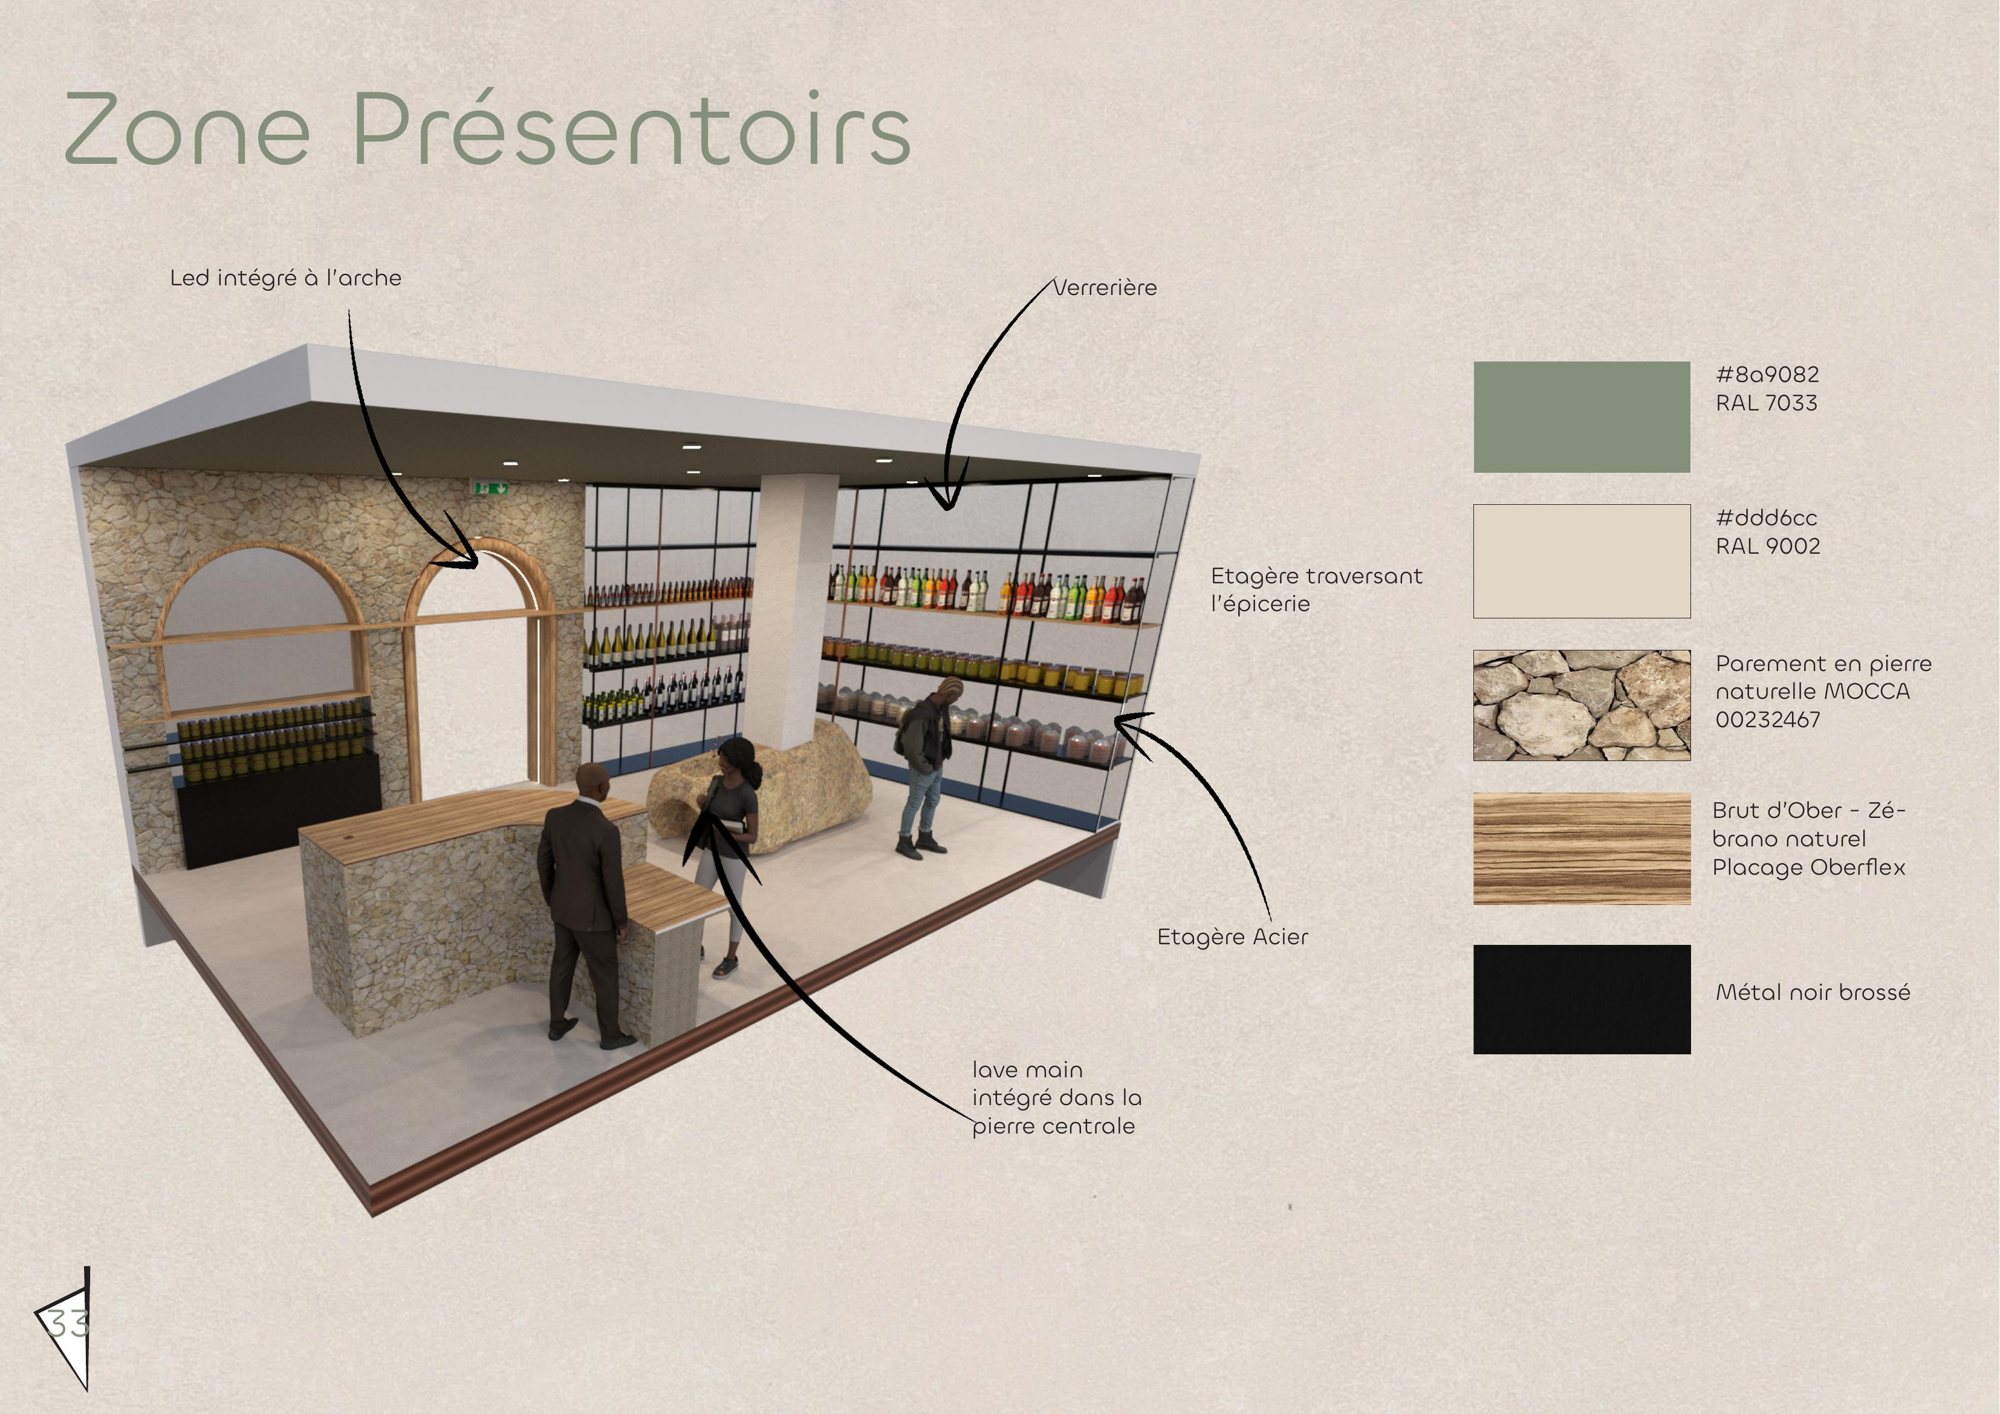 Zone Présentoirs
Led intégré à l'arche
Verrerière
Etagère traversant
l'épicerie
Etagère Acier
lave main
intégré dans la
pierre centrale
#8a9082
RAL 7033
#ddd6cc
RAL 9002
Parement en pierre
naturelle MOCCA
00232467
Brut d'Ober - Zé-
brano naturel
Placage Oberflex
Métal noir brossé
33